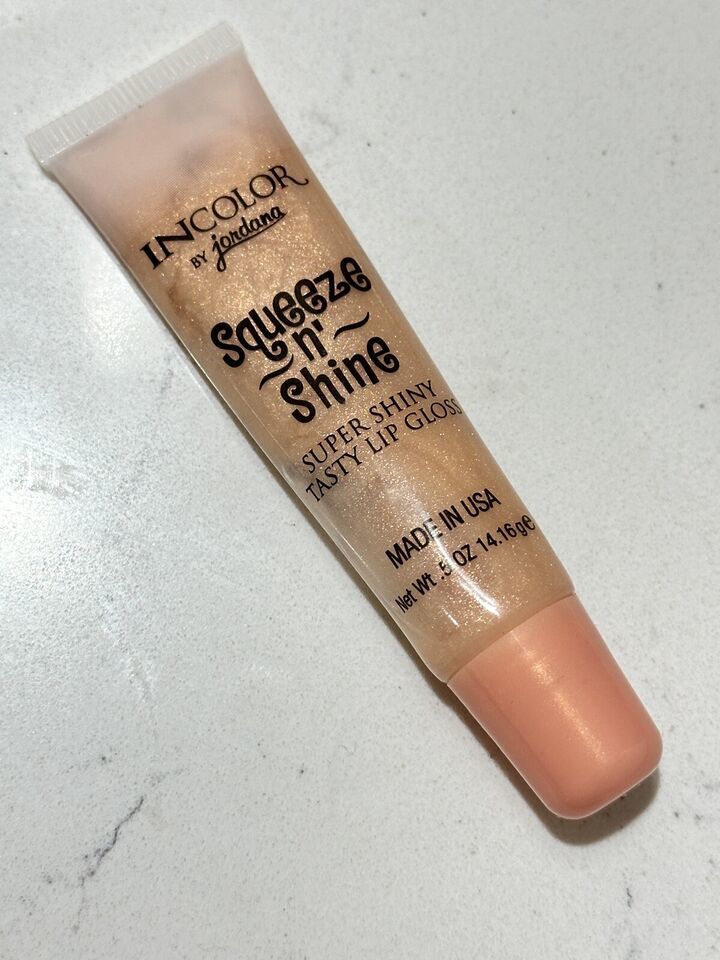 INCOLOR
BY jordana
Squeeze
n'
Shine
SUPER SHINY
TASTY LIP GLOSS
MADE IN USA
Net Wt .5 OZ 14.16g℮